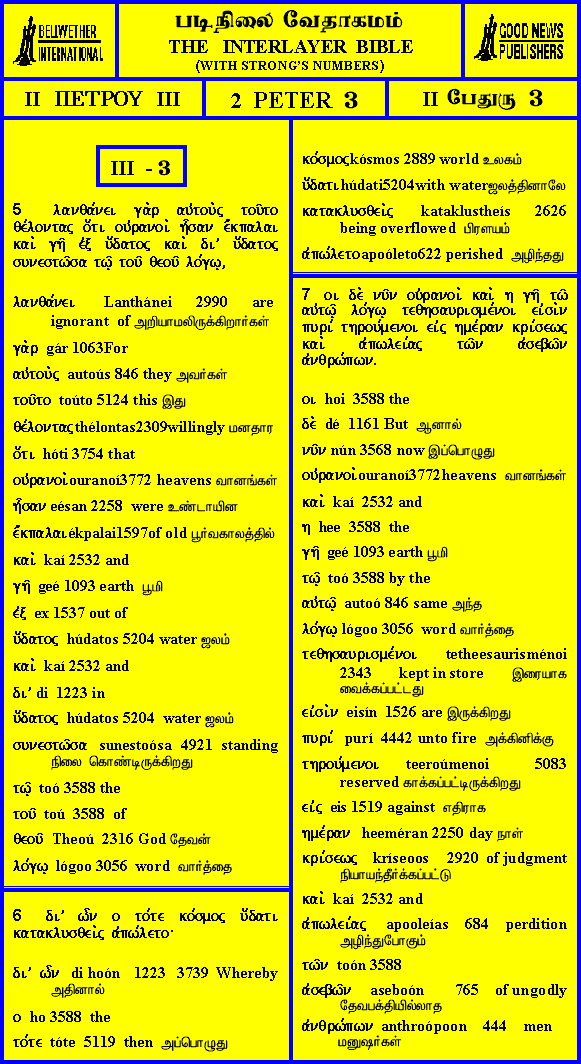 BELLWETHER
INTERNATIONAL
படிநிலை வேதாகமம்
THE INTERLAYER BIBLE
(WITH STRONG'S NUMBERS)
GOOD NEWS
PUBLISHERS
II ΠΕΤΡΟΥ III
2 PETER 3
II பேதுரு 3
III - 3
5 λανθάνει γὰρ αὐτοὺς τοῦτο
θέλοντας ὅτι οὐρανοὶ ἦσαν ἔκπαλαι
καὶ γῆ ἐξ ὕδατος καὶ δι' ὕδατος
συνεστῶσα τῷ τοῦ θεοῦ λόγῳ,
λανθάνει Lanthánei 2990 are
ignorant of அறியாமலிருக்கிறார்கள்
γὰρ gár 1063For
αὐτοὺς autoús 846 they அவர்கள்
τοῦτο toúto 5124 this இது
θέλοντας thélontas2309willingly மனதார
ὅτι hóti 3754 that
οὐρανοὶ ouranoí3772 heavens வானங்கள்
ἦσαν eésan 2258 were உண்டாயின
ἔκπαλαι ékpalai1597of old பூர்வகாலத்தில்
καὶ kaí 2532 and
γῆ geé 1093 earth பூமி
ἐξ ex 1537 out of
ὕδατος húdatos 5204 water ஜலம்
καὶ kaí 2532 and
δι' di 1223 in
ὕδατος húdatos 5204 water ஜலம்
συνεστῶσα sunestoósa 4921 standing
நிலை கொண்டிருக்கிறது
τῷ toó 3588 the
τοῦ toú 3588 of
θεοῦ Theoú 2316 God தேவன்
λόγῳ lógoo 3056 word வார்த்தை
6 δι' ὧν ο τότε κόσμος ὕδατι
κατακλυσθεὶς ἀπώλετο·
δι' ὧν di hoón 1223 3739 Whereby
அதினால்
ο ho 3588 the
τότε tóte 5119 then அப்பொழுது
κόσμος kósmos 2889 world உலகம்
ὕδατι húdati5204with waterஜலத்தினாலே
κατακλυσθεὶς kataklustheís 2626
being overflowed பிரளயம்
ἀπώλετο apoóleto622 perished அழிந்தது
7 οι δὲ νῦν οὐρανοὶ καὶ η γῆ τῷ
αὐτῷ λόγῳ τεθησαυρισμένοι εἰσὶν
πυρί τηρούμενοι εἰς ημέραν κρίσεως
καὶ ἀπωλείας τῶν ἀσεβῶν
ἀνθρώπων.
οι hoi 3588 the
δὲ dé 1161 But ஆனால்
νῦν nún 3568 now இப்பொழுது
οὐρανοὶ ouranoí3772heavens வானங்கள்
καὶ kaí 2532 and
η hee 3588 the
γῆ geé 1093 earth பூமி
τῷ toó 3588 by the
αὐτῷ autoó 846 same அந்த
λόγῳ lógoo 3056 word வார்த்தை
τεθησαυρισμένοι tetheesaurisménoi
2343 kept in store இரையாக
வைக்கப்பட்டது
εἰσὶν eisín 1526 are இருக்கிறது
πυρί purí 4442 unto fire அக்கினிக்கு
τηρούμενοι teeroúmenoi 5083
reserved காக்கப்பட்டிருக்கிறது
εἰς eis 1519 against எதிராக
ημέραν heeméran 2250 day நாள்
κρίσεως kríseoos 2920 of judgment
நியாயந்தீர்க்கப்பட்டு
καὶ kaí 2532 and
ἀπωλείας apooleías 684 perdition
அழிந்துபோகும்
τῶν toón 3588
ἀσεβῶν aseboón 765 of ungodly
தேவபக்தியில்லாத
ἀνθρώπων anthroópoon 444 men
மனுஷர்கள்